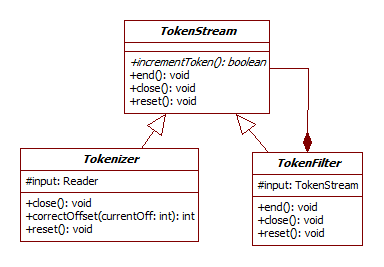 TokenStream
+incrementToken(): boolean
+end(): void
+close(): void
+reset(): void
Tokenizer
#input: Reader
+close(): void
+correctOffset(currentOff: int): int
+reset(): void
TokenFilter
#input: TokenStream
+end(): void
+close(): void
+reset(): void